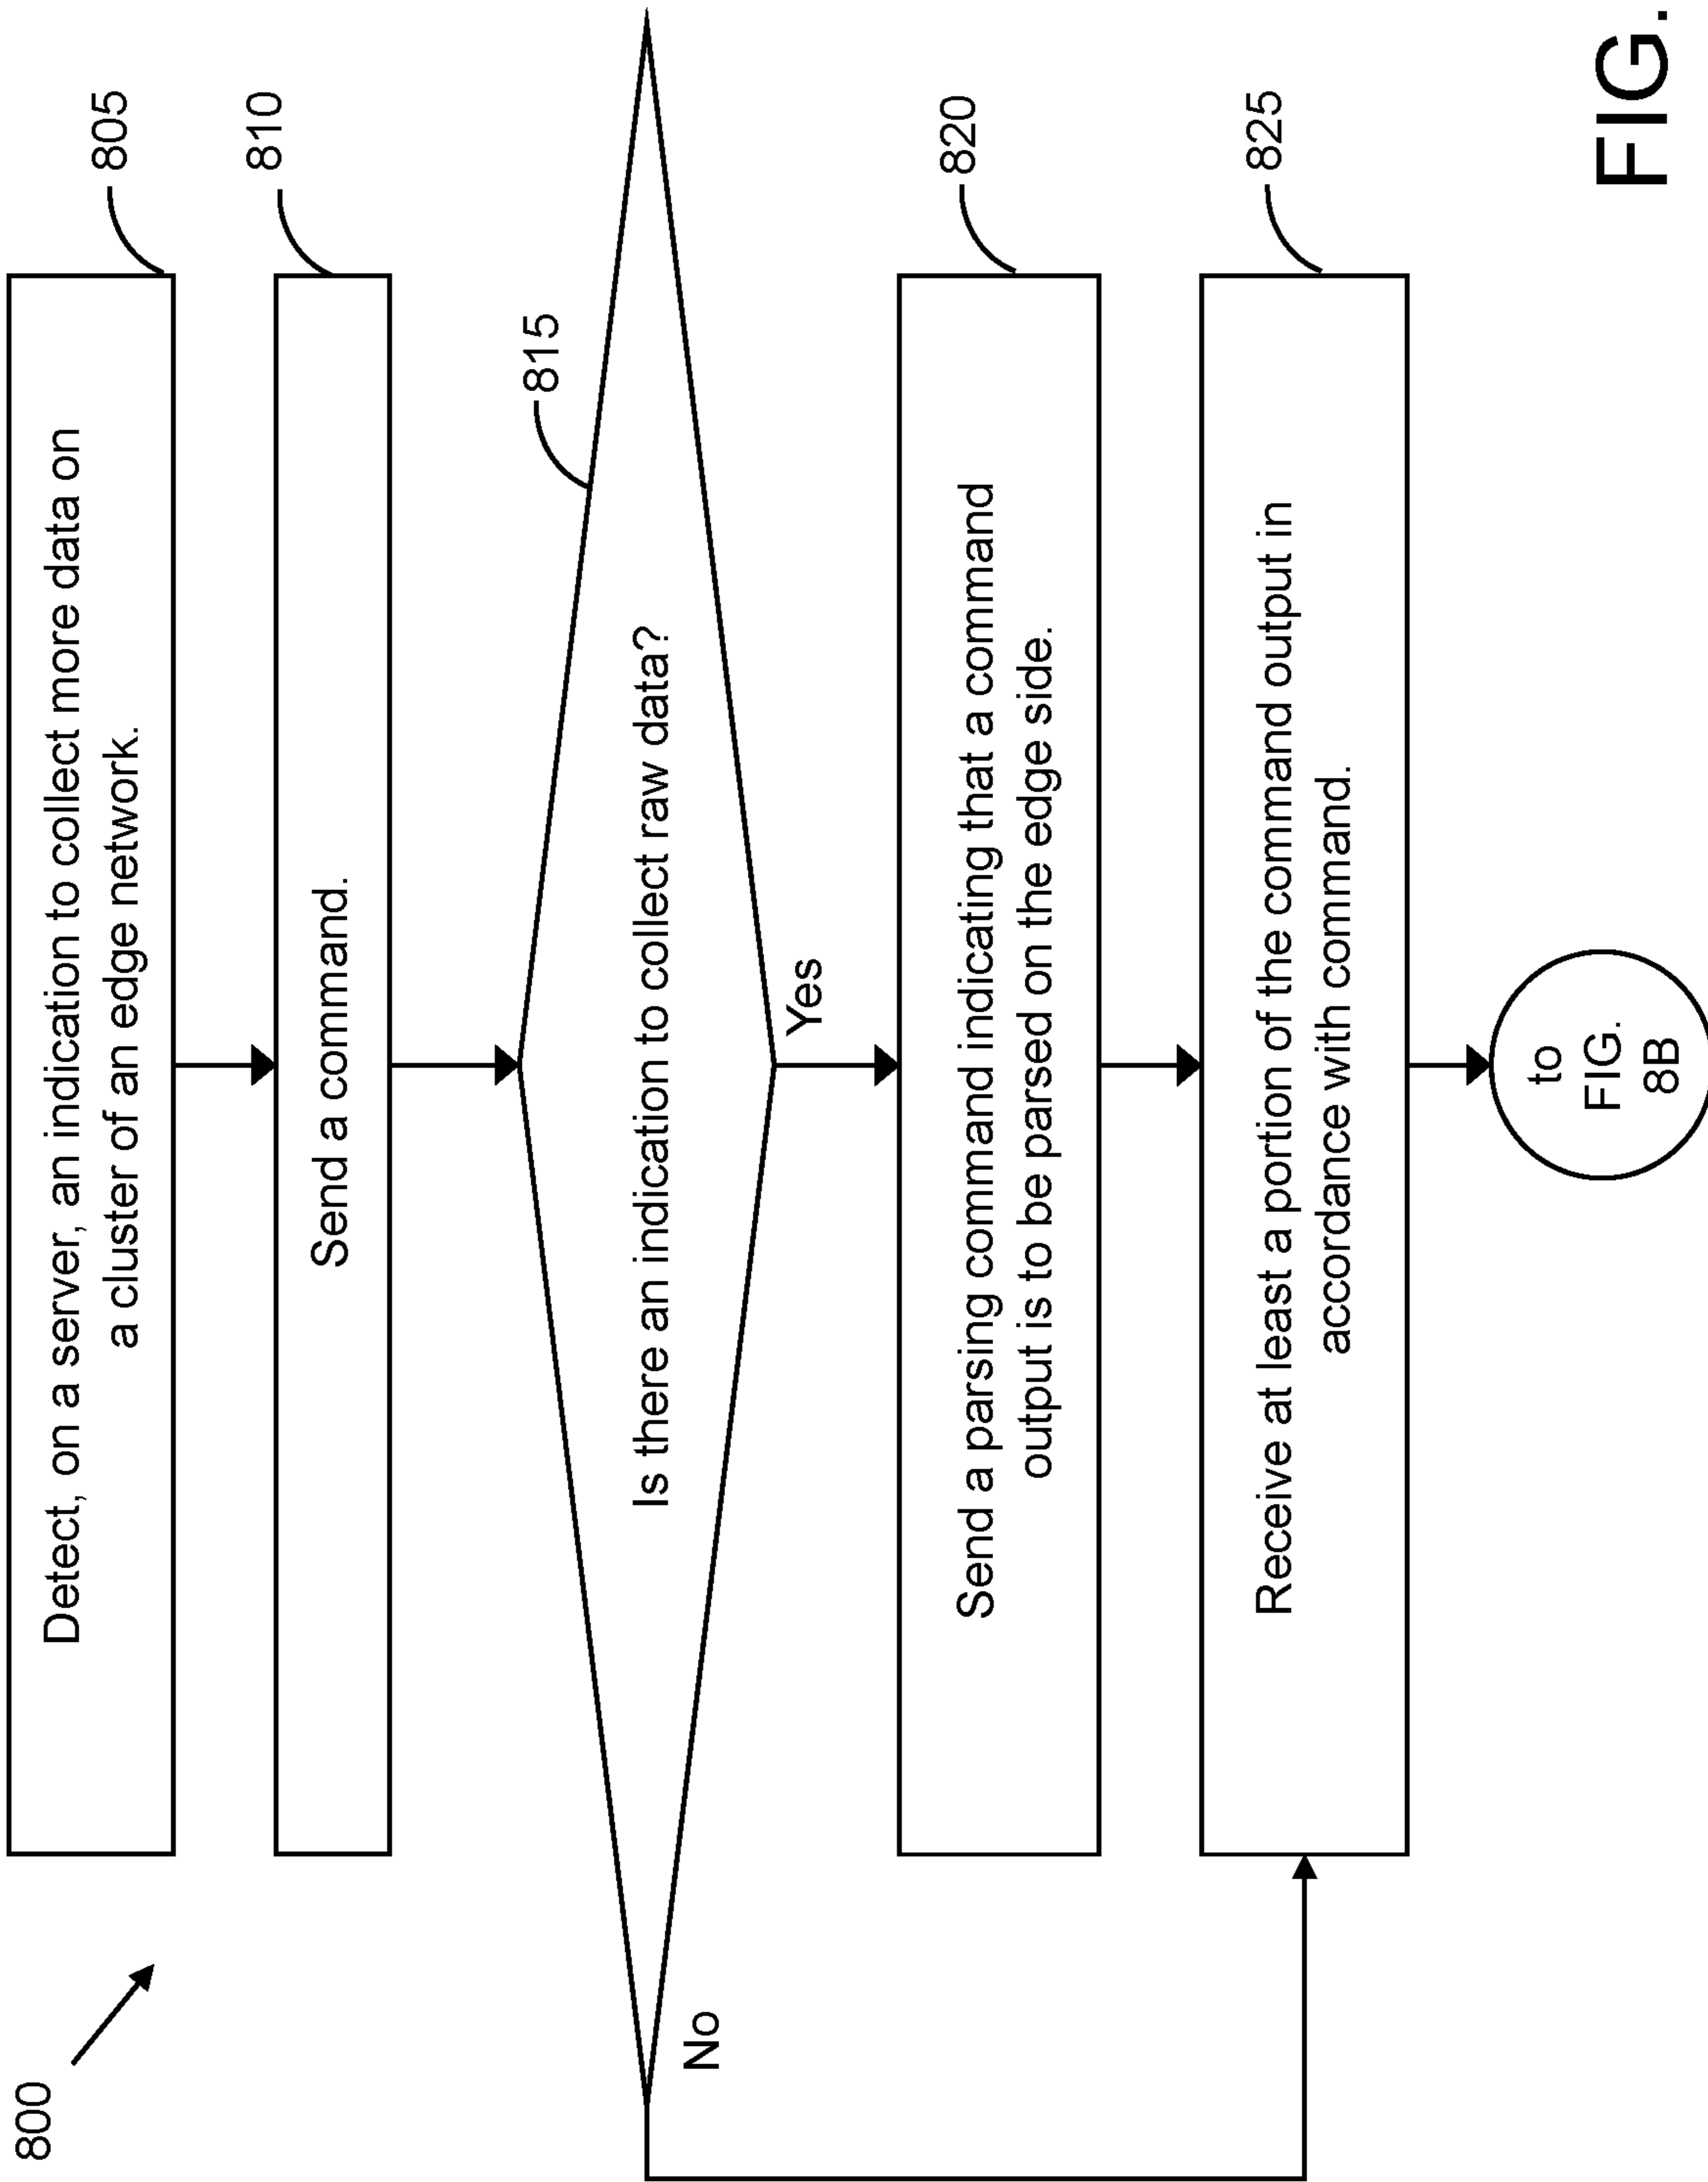 800
Detect, on a server, an indication to collect more data on
a cluster of an edge network.
805
Send a command.
810
815
Is there an indication to collect raw data?
No
Yes
Send a parsing command indicating that a command
output is to be parsed on the edge side.
820
Receive at least a portion of the command output in
accordance with command.
825
to
FIG.
8B
FIG.